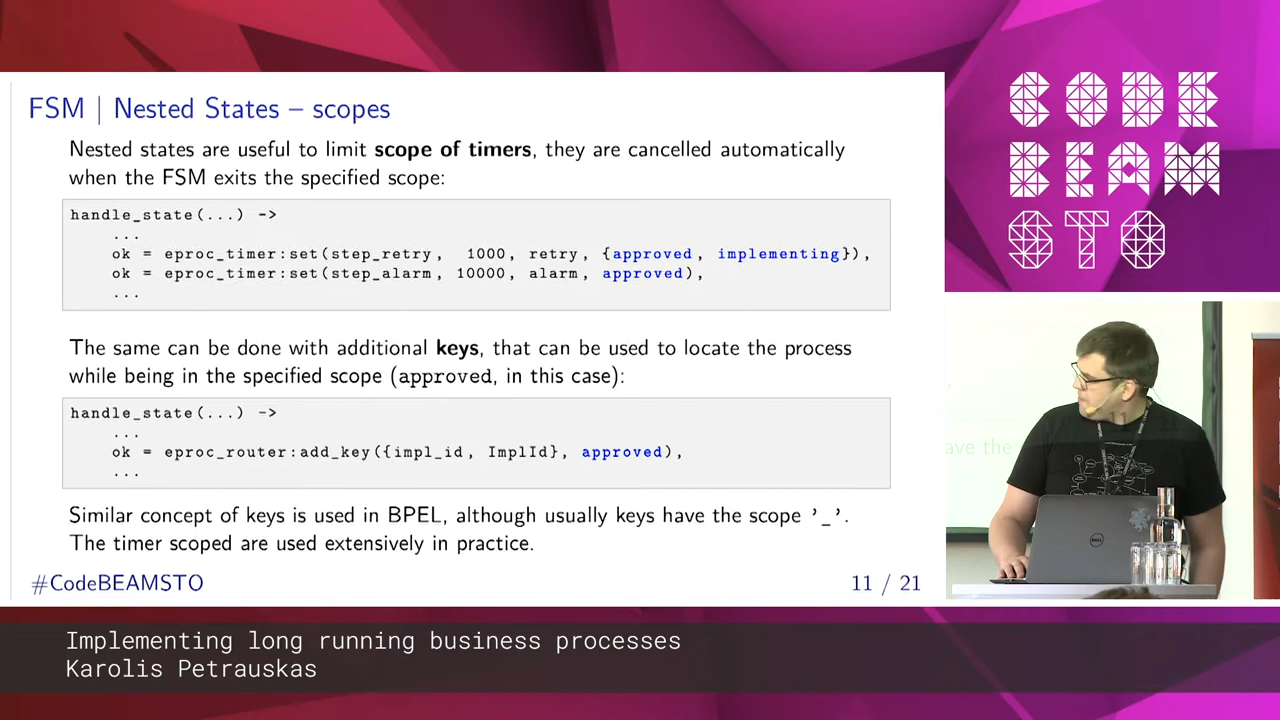 FSM | Nested States – scopes
Nested states are useful to limit scope of timers, they are cancelled automatically
when the FSM exits the specified scope:
handle_state(...) ->
...
ok = eproc_timer:set(step_retry, 1000, retry, {approved, implementing}),
ok = eproc_timer:set(step_alarm, 10000, alarm, approved),
...
The same can be done with additional keys, that can be used to locate the process
while being in the specified scope (approved, in this case):
handle_state(...) ->
...
ok = eproc_router:add_key({impl_id, ImplId}, approved),
...
Similar concept of keys is used in BPEL, although usually keys have the scope '_'.
The timer scoped are used extensively in practice.
#CodeBEAMSTO
11 / 21
CODE
BEAM
STO
ave the
DELL
Implementing long running business processes
Karolis Petrauskas